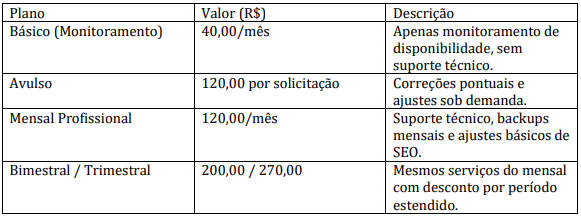 Plano Valor (R$) Descrição
Básico (Monitoramento) 40,00/mês Apenas monitoramento de
disponibilidade, sem
suporte técnico.
Avulso 120,00 por solicitação Correções pontuais e
ajustes sob demanda.
Mensal Profissional 120,00/mês Suporte técnico, backups
mensais e ajustes básicos de
SEO.
Bimestral / Trimestral 200,00 / 270,00 Mesmos serviços do mensal
com desconto por período
estendido.